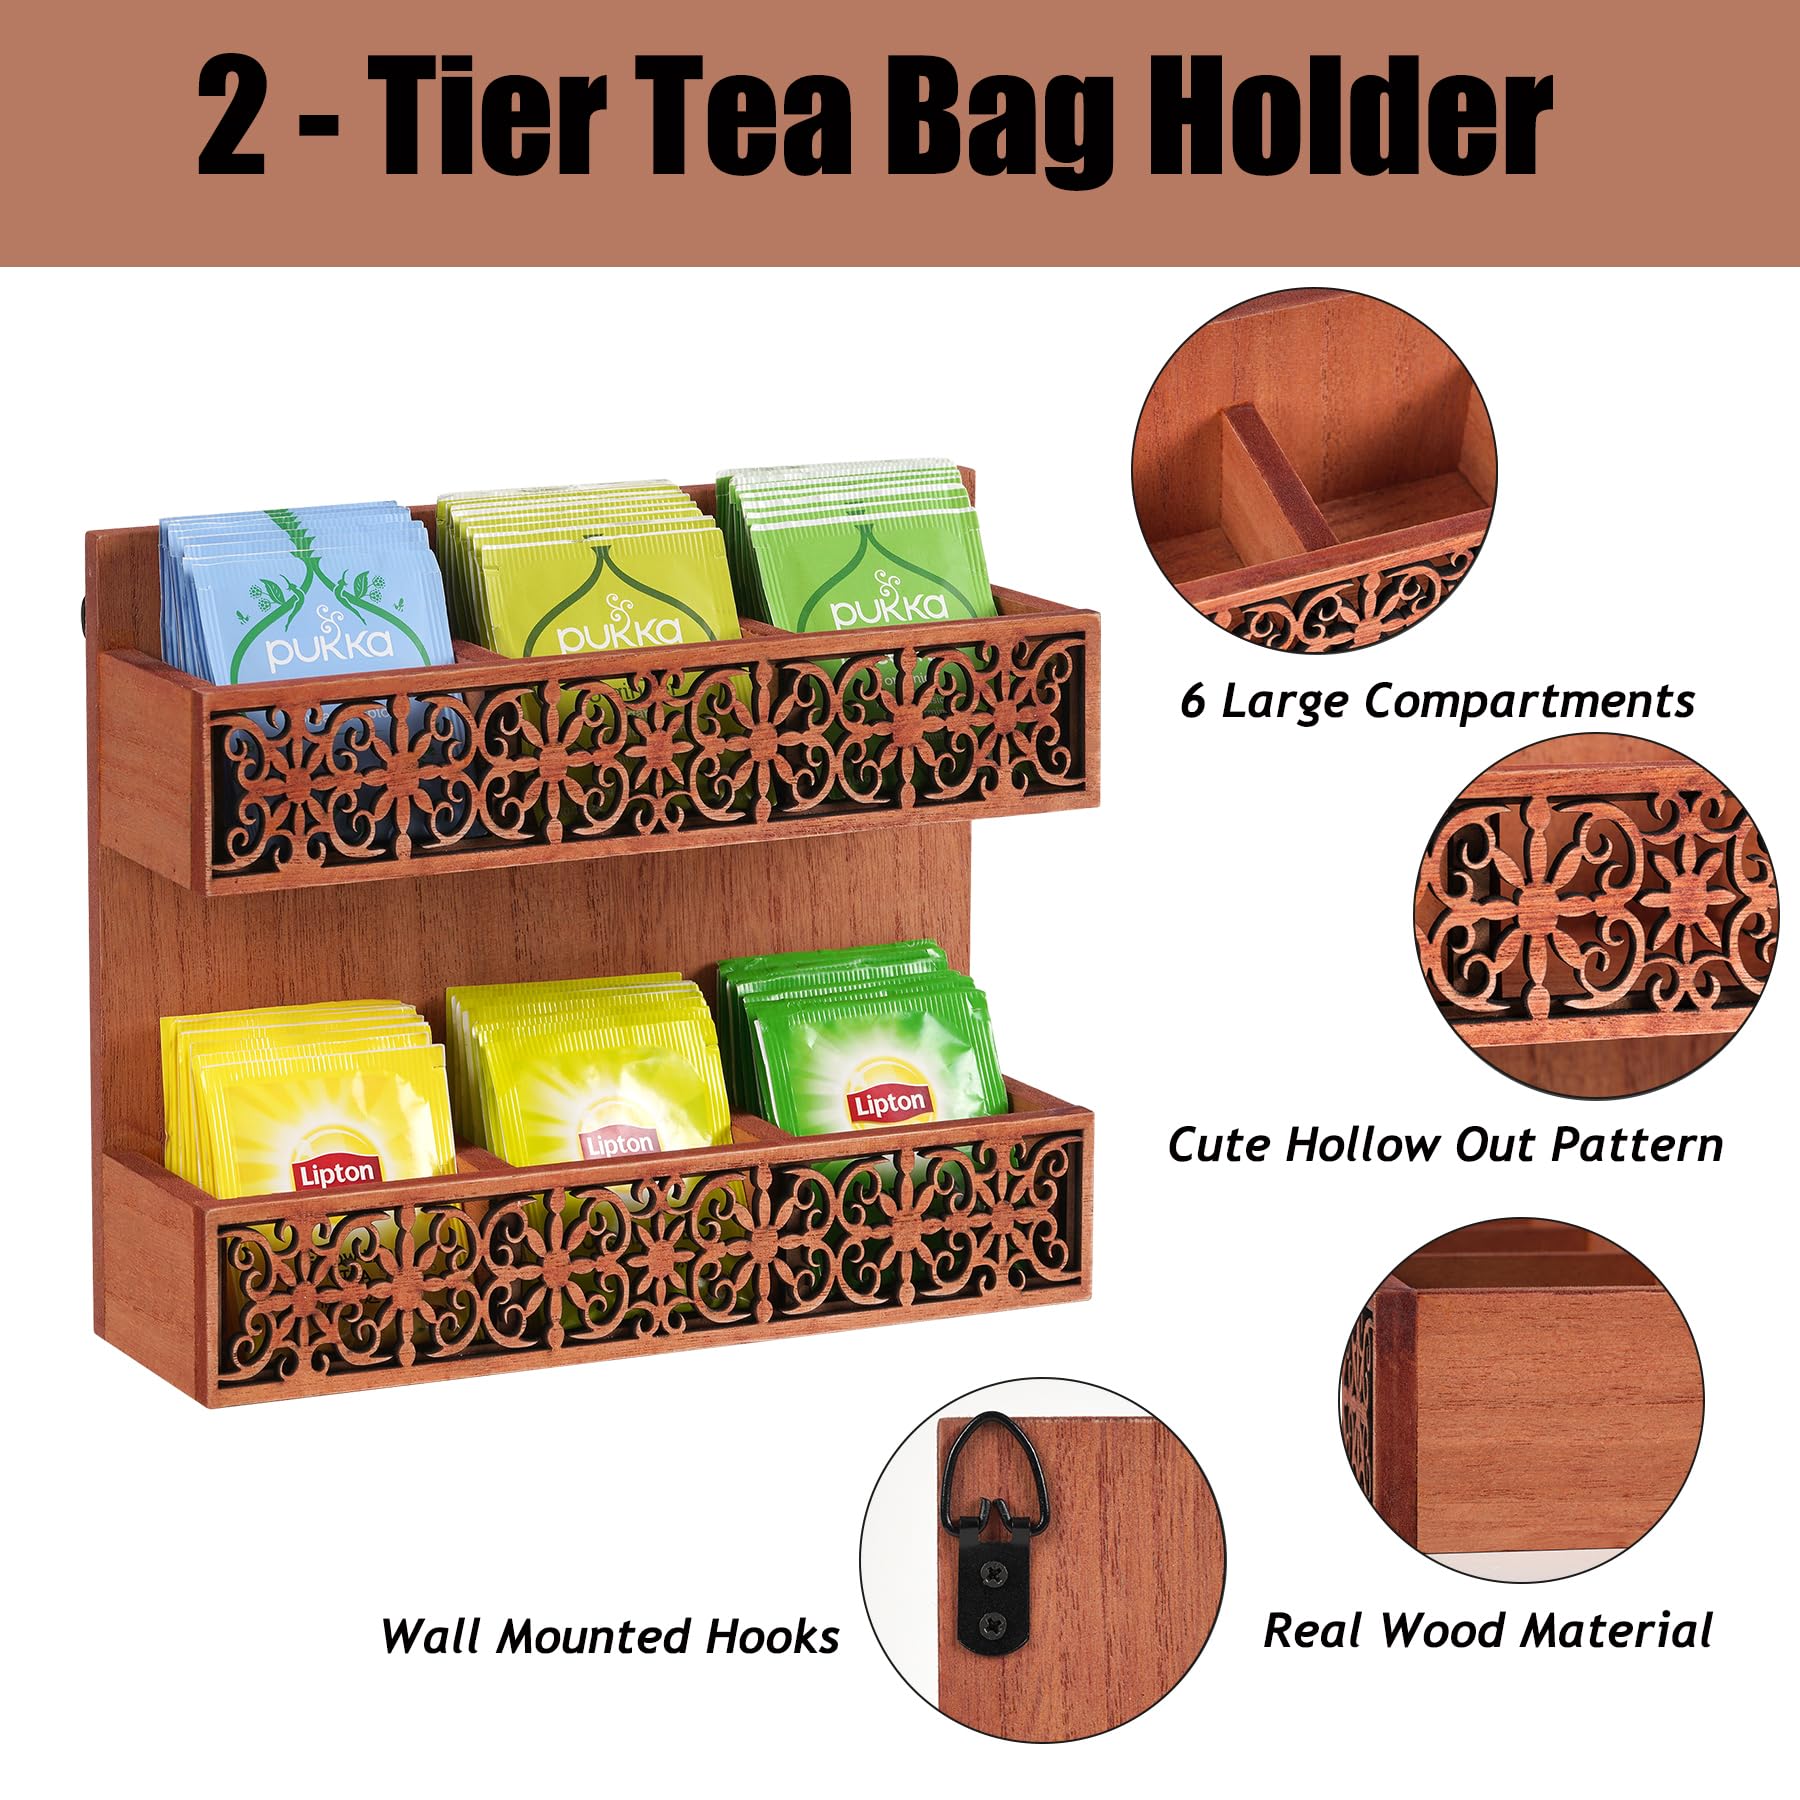 2 - Tier Tea Bag Holder
pukka
pukka
pukka
organic
6 Large Compartments
Lipton
Lipton
Lipton
Cute Hollow Out Pattern
Wall Mounted Hooks
Real Wood Material